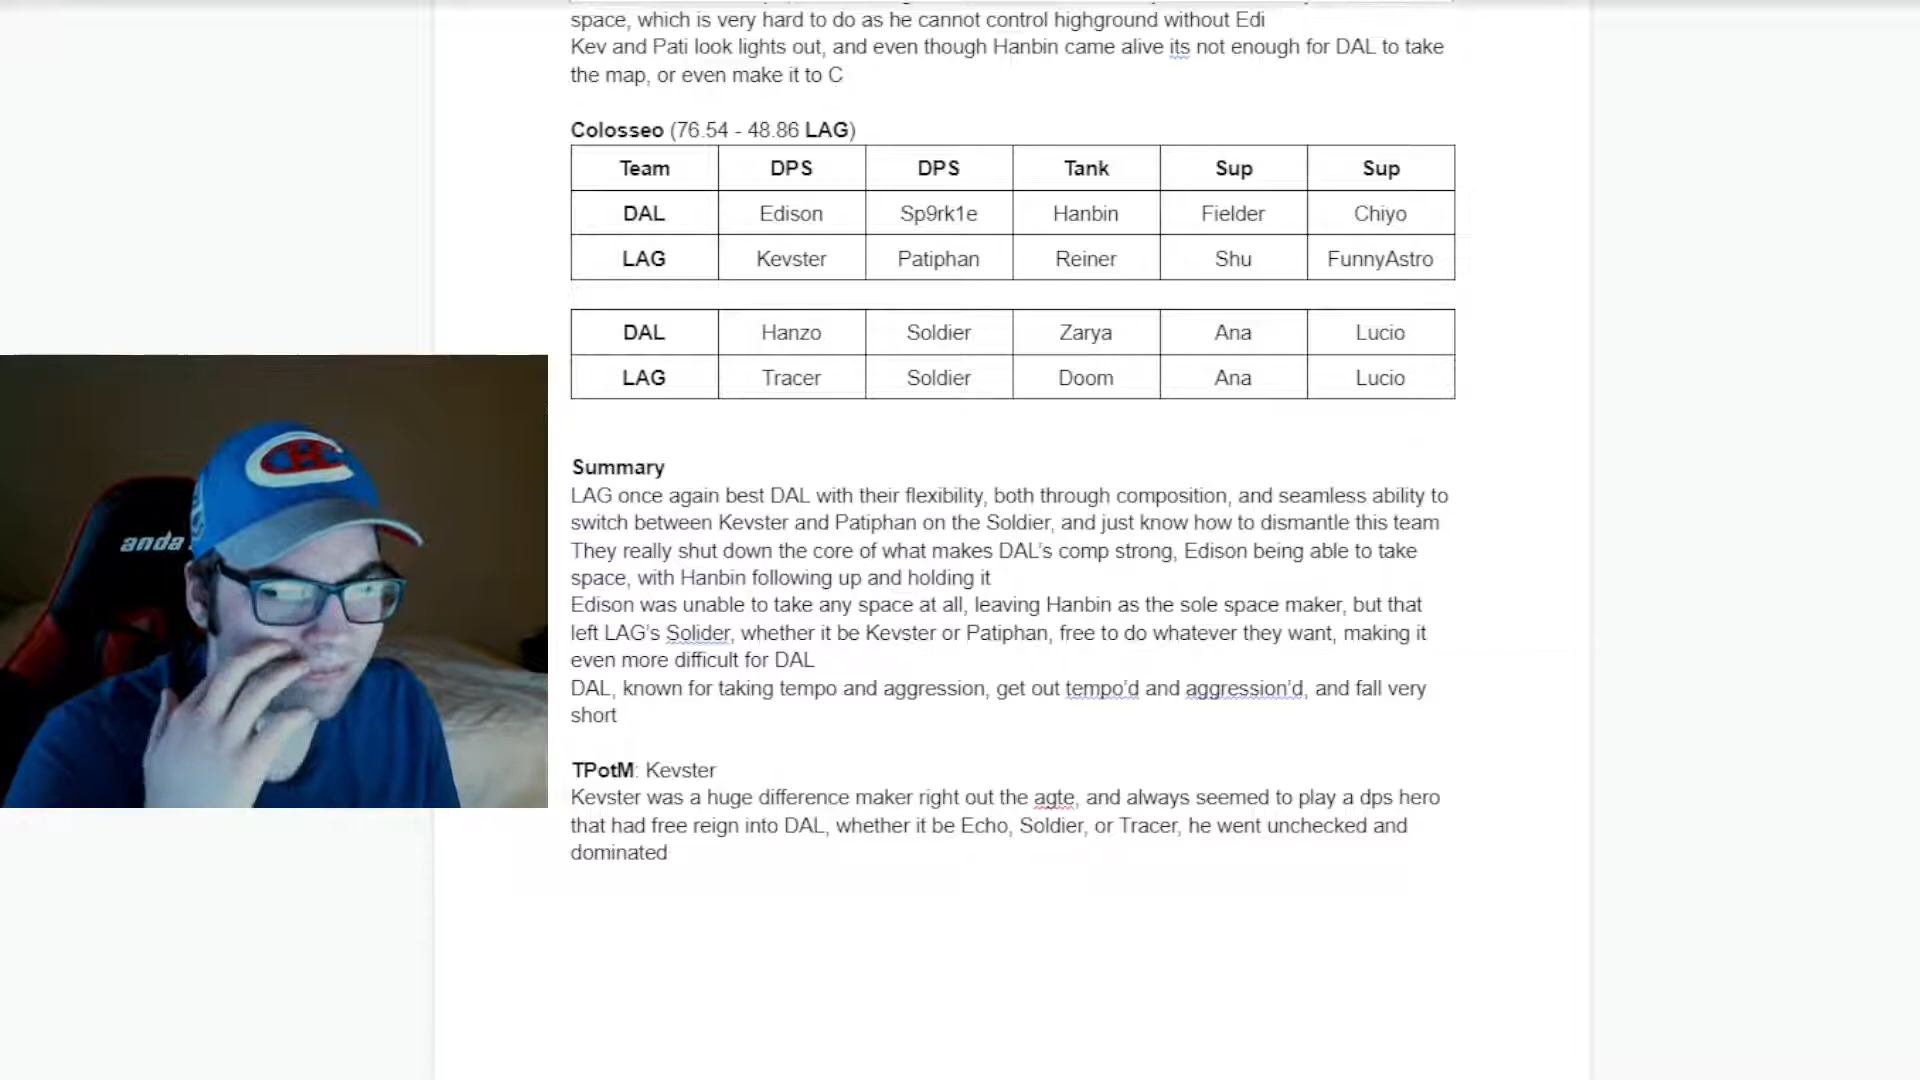 space, which is very hard to do as he cannot control highground without Edi
Kev and Pati look lights out, and even though Hanbin came alive its not enough for DAL to take
the map, or even make it to C
Colosseo (76.54 - 48.86 LAG)
Team DPS DPS Tank Sup Sup
DAL Edison Sp9rk1e Hanbin Fielder Chiyo
LAG Kevster Patiphan Reiner Shu FunnyAstro
DAL Hanzo Soldier Zarya Ana Lucio
LAG Tracer Soldier Doom Ana Lucio
Summary
LAG once again best DAL with their flexibility, both through composition, and seamless ability to
switch between Kevster and Patiphan on the Soldier, and just know how to dismantle this team
They really shut down the core of what makes DAL's comp strong, Edison being able to take
space, with Hanbin following up and holding it
Edison was unable to take any space at all, leaving Hanbin as the sole space maker, but that
left LAG's Solider, whether it be Kevster or Patiphan, free to do whatever they want, making it
even more difficult for DAL
DAL, known for taking tempo and aggression, get out tempo'd and aggression'd, and fall very
short
TPotM: Kevster
Kevster was a huge difference maker right out the agte, and always seemed to play a dps hero
that had free reign into DAL, whether it be Echo, Soldier, or Tracer, he went unchecked and
dominated
anda
CH